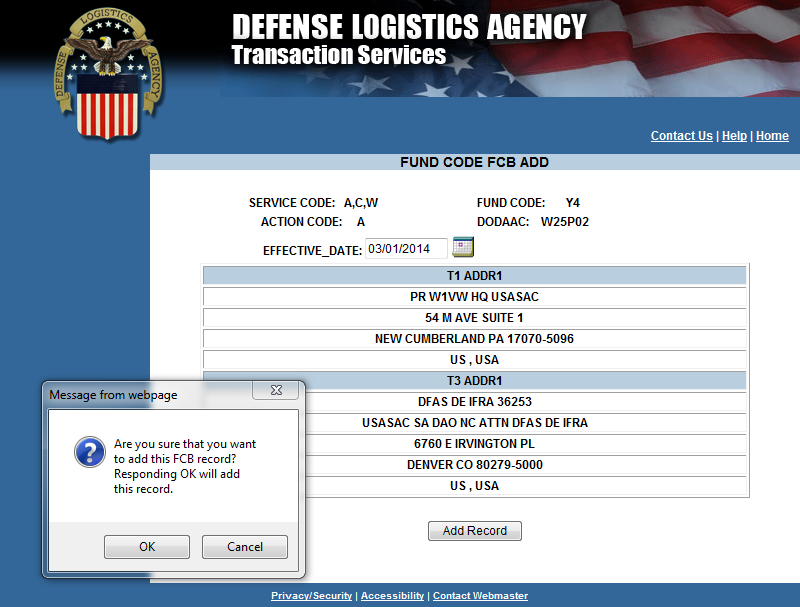 DEFENSE LOGISTICS AGENCY
Transaction Services
DEFENSE LOGISTICS AGENCY
Contact Us | Help | Home
FUND CODE FCB ADD
SERVICE CODE: A,C,W FUND CODE: Y4
ACTION CODE: A DODAAC: W25P02
EFFECTIVE_DATE: 03/01/2014
T1 ADDR1
PR W1VW HQ USASAC
54 M AVE SUITE 1
NEW CUMBERLAND PA 17070-5096
US , USA
T3 ADDR1
DFAS DE IFRA 36253
USASAC SA DAO NC ATTN DFAS DE IFRA
6760 E IRVINGTON PL
DENVER CO 80279-5000
US , USA
Message from webpage
Are you sure that you want
to add this FCB record?
Responding OK will add
this record.
OK Cancel
Add Record
Privacy/Security | Accessibility | Contact Webmaster